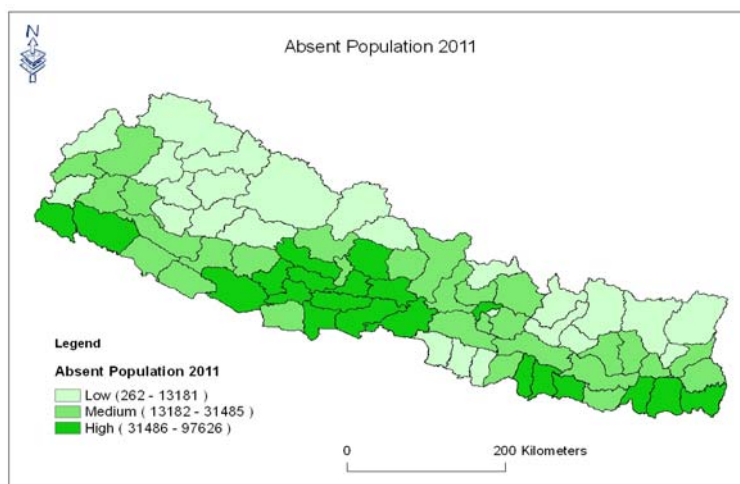 N
Absent Population 2011
Legend
Absent Population 2011
Low (262 - 13181 )
Medium ( 13182 - 31485 )
High ( 31486 - 97626 )
0 200 Kilometers